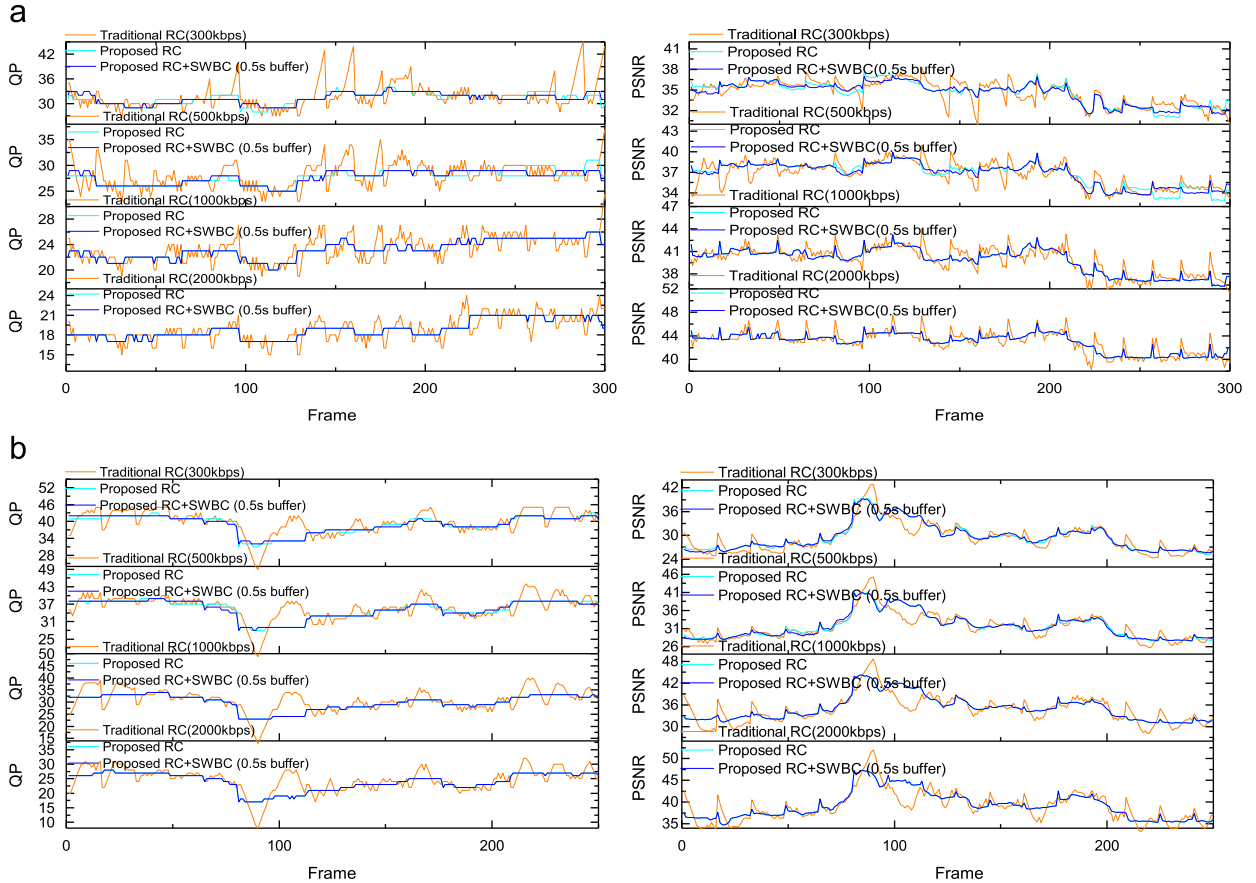 a
Traditional RC(300kbps)
Proposed RC
Proposed RC+SWBC (0.5s buffer)
QP
42
38
34
30
Traditional RC(500kbps)
Proposed RC
Proposed RC+SWBC (0.5s buffer)
QP
35
30
25
Traditional RC(1000kbps)
Proposed RC
Proposed RC+SWBC (0.5s buffer)
QP
28
26
24
22
20
Traditional RC(2000kbps)
Proposed RC
Proposed RC+SWBC (0.5s buffer)
QP
24
21
18
15
0 100 200 300
Frame
Traditional RC(300kbps)
Proposed RC
Proposed RC+SWBC(0.5s buffer)
PSNR
41
38
35
32
Traditional RC(500kbps)
Proposed RC
Proposed RC+SWBC(0.5s buffer)
PSNR
43
40
37
34
Traditional RC(1000kbps)
Proposed RC
Proposed RC+SWBC(0.5s buffer)
PSNR
47
44
41
38
Traditional RC(2000kbps)
Proposed RC
Proposed RC+SWBC(0.5s buffer)
PSNR
52
48
44
40
0 100 200 300
Frame
b
Traditional RC(300kbps)
Proposed RC
Proposed RC+SWBC (0.5s buffer)
QP
52
46
40
34
28
Traditional RC(500kbps)
Proposed RC
Proposed RC+SWBC (0.5s buffer)
QP
49
43
37
31
25
Traditional RC(1000kbps)
Proposed RC
Proposed RC+SWBC (0.5s buffer)
QP
50
45
40
35
30
25
20
15
Traditional RC(2000kbps)
Proposed RC
Proposed RC+SWBC (0.5s buffer)
QP
35
30
25
20
15
10
0 100 200
Frame
Traditional RC(300kbps)
Proposed RC
Proposed RC+SWBC (0.5s buffer)
PSNR
42
36
30
24
Traditional RC(500kbps)
Proposed RC
Proposed RC+SWBC (0.5s buffer)
PSNR
46
41
36
31
26
Traditional RC(1000kbps)
Proposed RC
Proposed RC+SWBC (0.5s buffer)
PSNR
48
42
36
30
Traditional RC(2000kbps)
Proposed RC
Proposed RC+SWBC (0.5s buffer)
PSNR
50
45
40
35
0 100 200
Frame